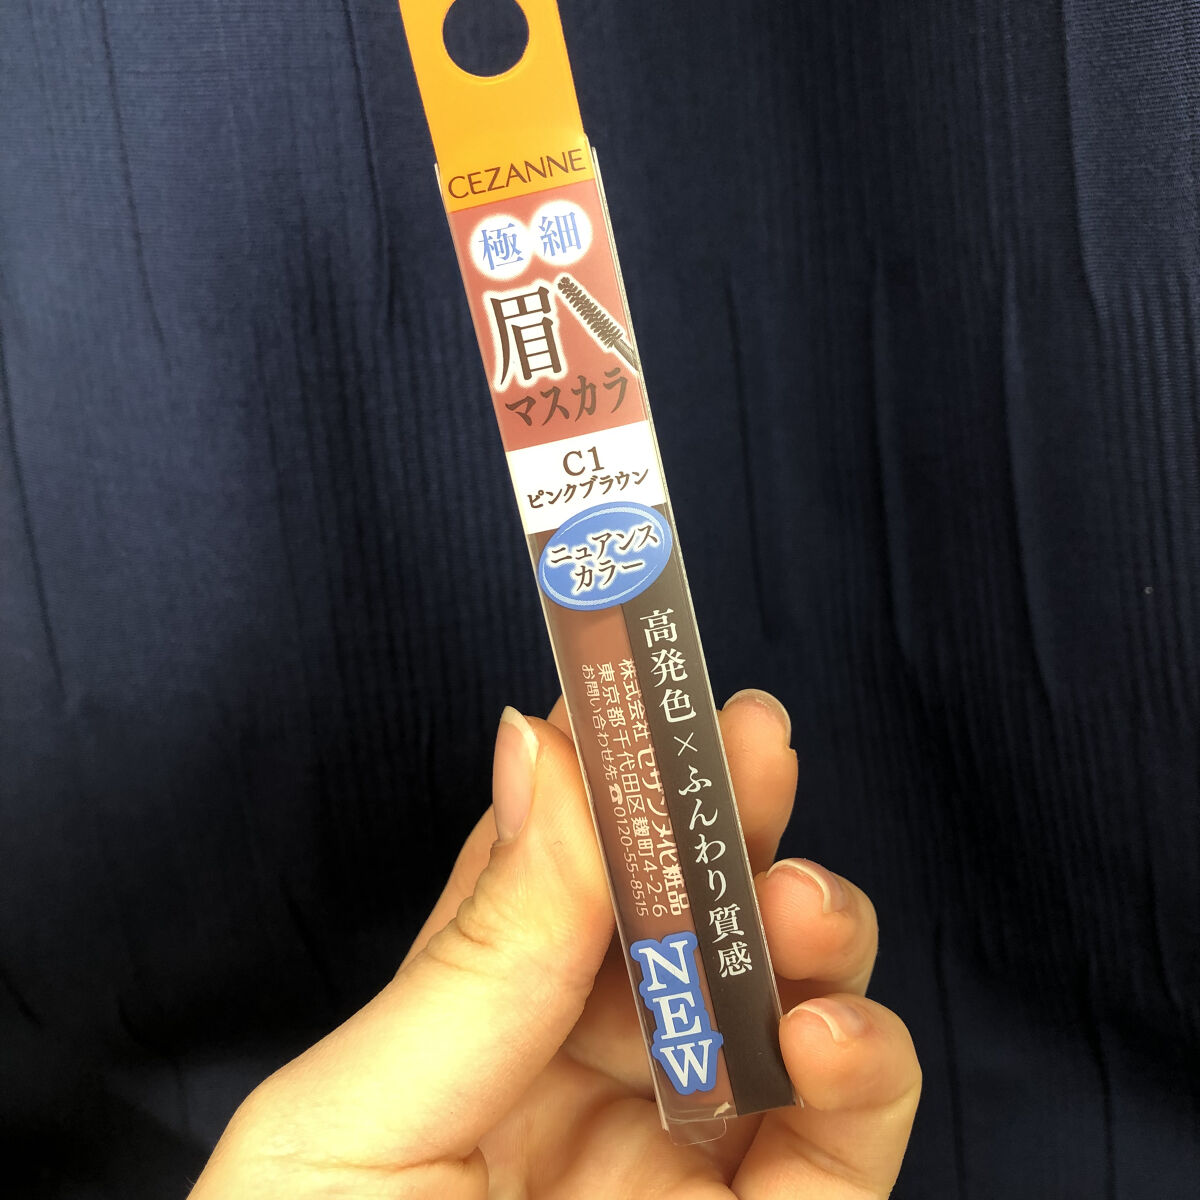 CEZANNE
極細
眉
マスカラ
C1
ピンクブラウン
ニュアンス
カラー
高発色×ふんわり質感
株式会社 セザンヌ化粧品
東京都千代田区麹町4-2-6
お問い合わせ先☎0120-55-8515
NEW